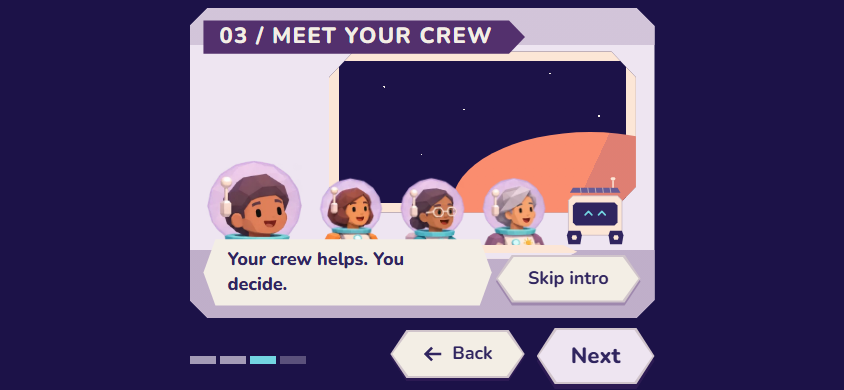 03 / MEET YOUR CREW
Your crew helps. You
decide.
Skip intro
Back
Next